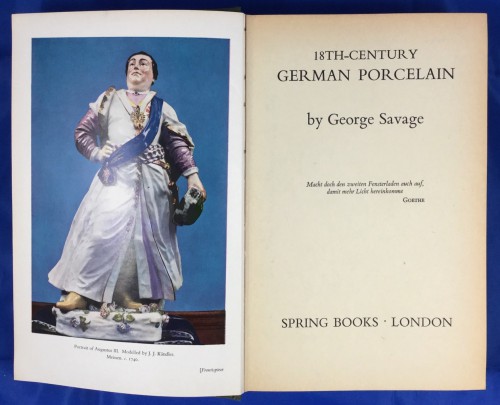 Portrait of Augustus III. Modelled by J. J. Kändler.
Meissen. c. 1740.
[Frontispiece
18TH-CENTURY
GERMAN PORCELAIN
by George Savage
Macht doch den zweiten Fensterladen auch auf,
damit mehr Licht hereinkomme
GOETHE
SPRING BOOKS · LONDON